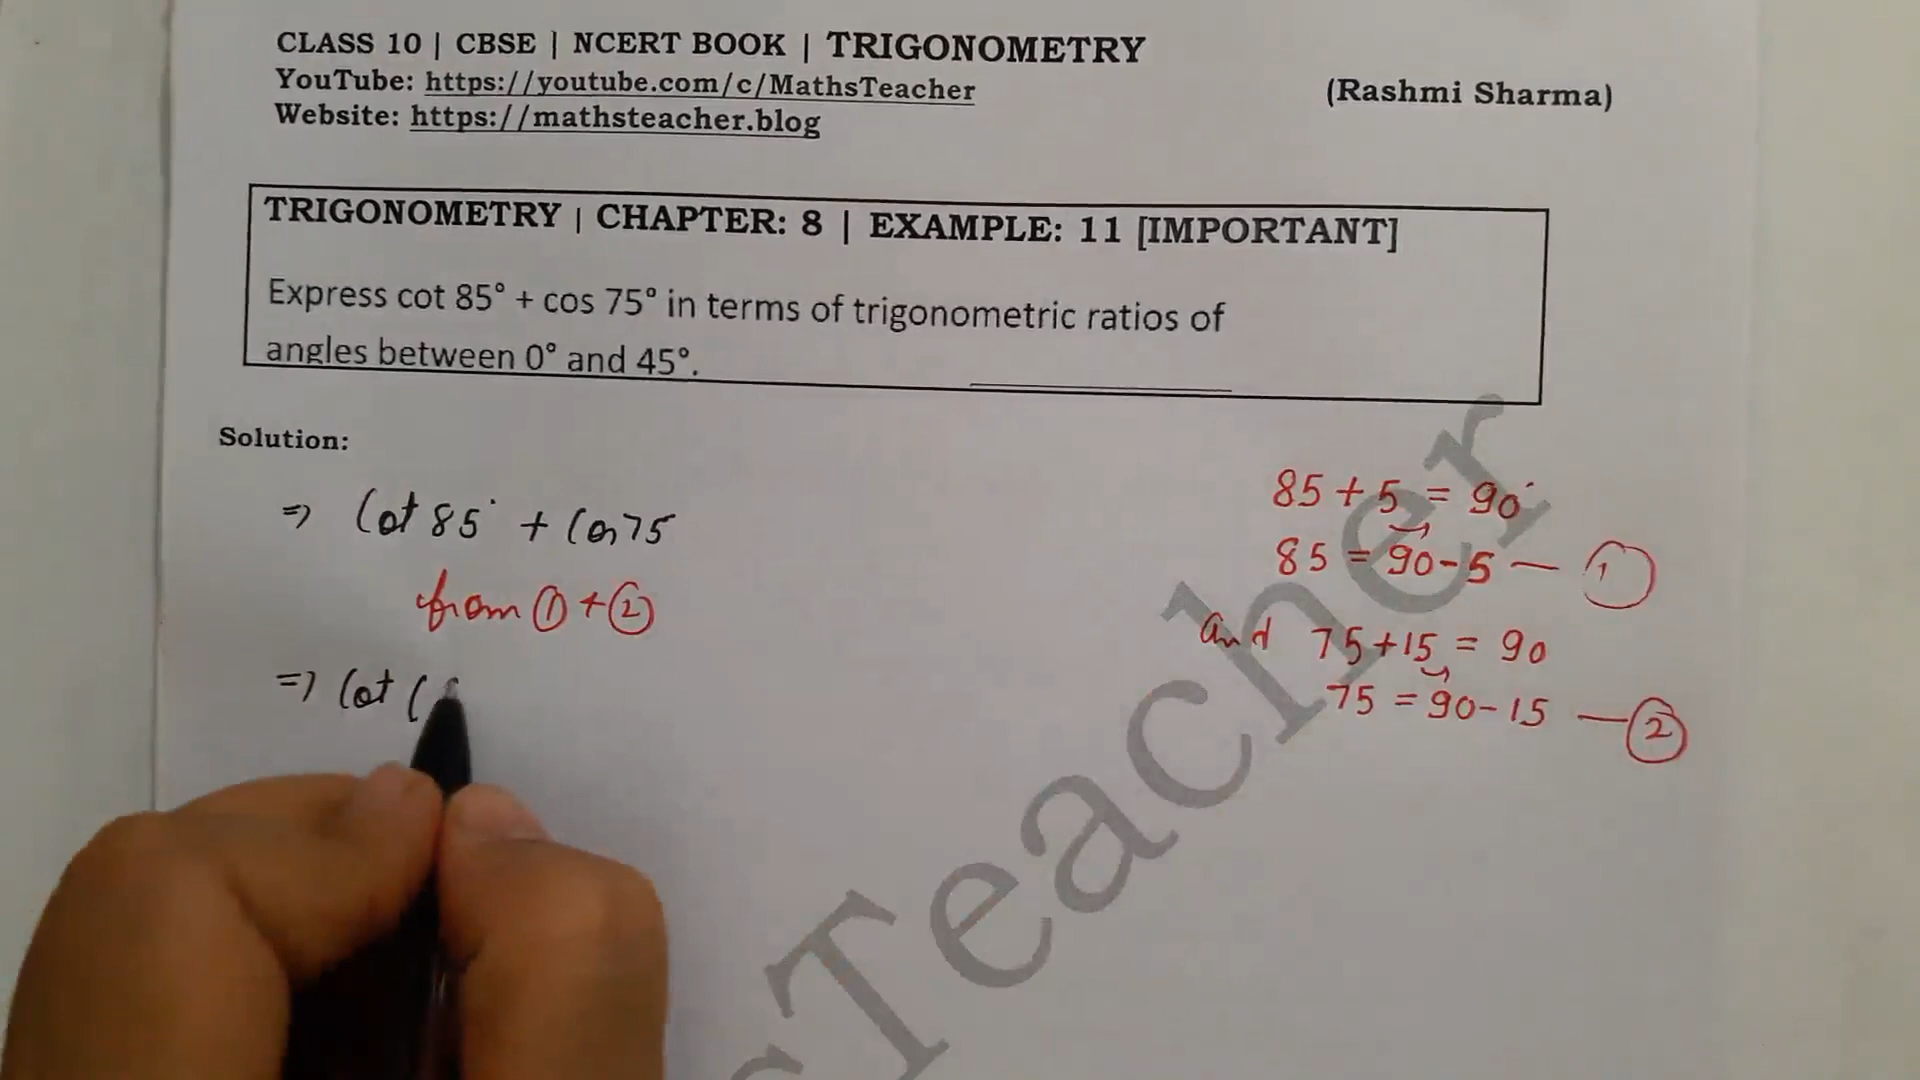 CLASS 10 | CBSE | NCERT BOOK | TRIGONOMETRY
YouTube: https://youtube.com/c/MathsTeacher
(Rashmi Sharma)
Website: https://mathsteacher.blog
TRIGONOMETRY | CHAPTER: 8 | EXAMPLE: 11 [IMPORTANT]
Express cot 85° + cos 75° in terms of trigonometric ratios of
angles between 0° and 45°.
Solution:
⇒ Cot 85° + Cos 75
from ① + ②
⇒ Cot (
85 + 5 = 90°
85 = 90 - 5 — ①
and 75 + 15 = 90
75 = 90 - 15 — ②
sTeacher